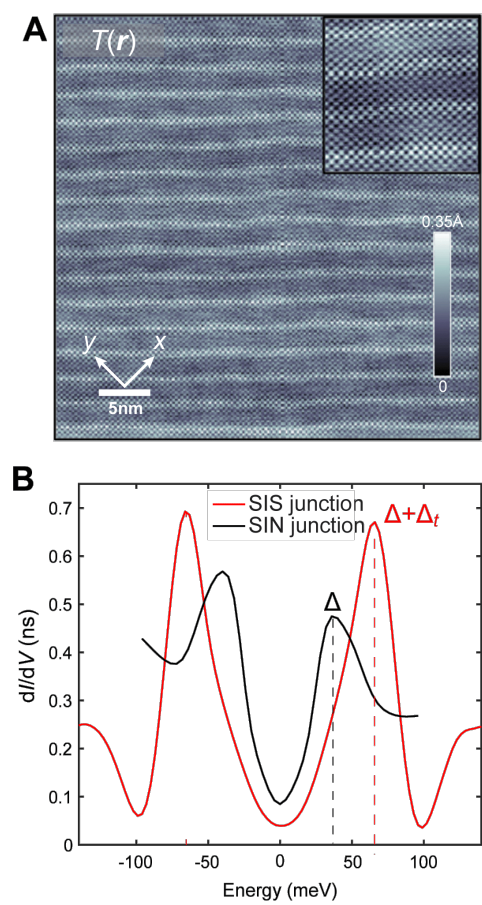 A
T(r)
0.35Å
0
y
x
5nm
B
0.7
0.6
0.5
0.4
0.3
0.2
0.1
0
dI/dV (ns)
SIS junction
SIN junction
Δ+Δt
Δ
-100
-50
0
50
100
Energy (meV)